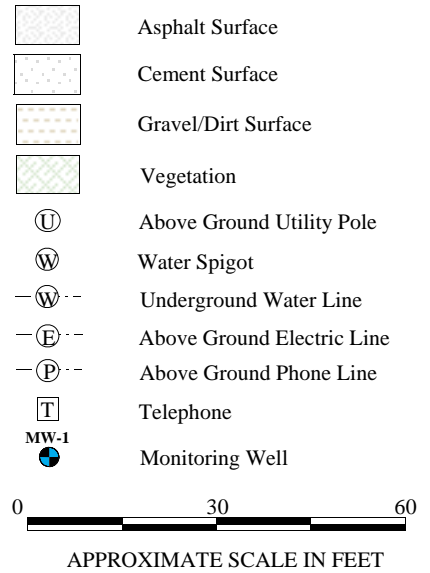 Asphalt Surface
Cement Surface
Gravel/Dirt Surface
Vegetation
U Above Ground Utility Pole
W Water Spigot
W Underground Water Line
E Above Ground Electric Line
P Above Ground Phone Line
T Telephone
MW-1
Monitoring Well
0 30 60
APPROXIMATE SCALE IN FEET